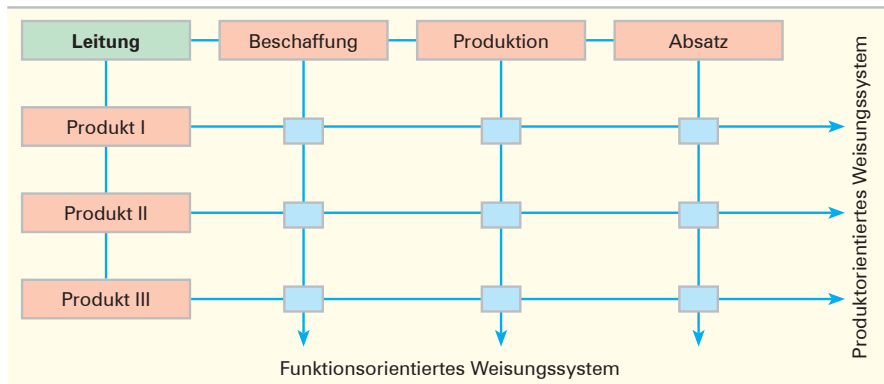 Leitung
Beschaffung
Produktion
Absatz
Produkt I
Produkt II
Produkt III
Produktorientiertes Weisungssystem
Funktionsorientiertes Weisungssystem